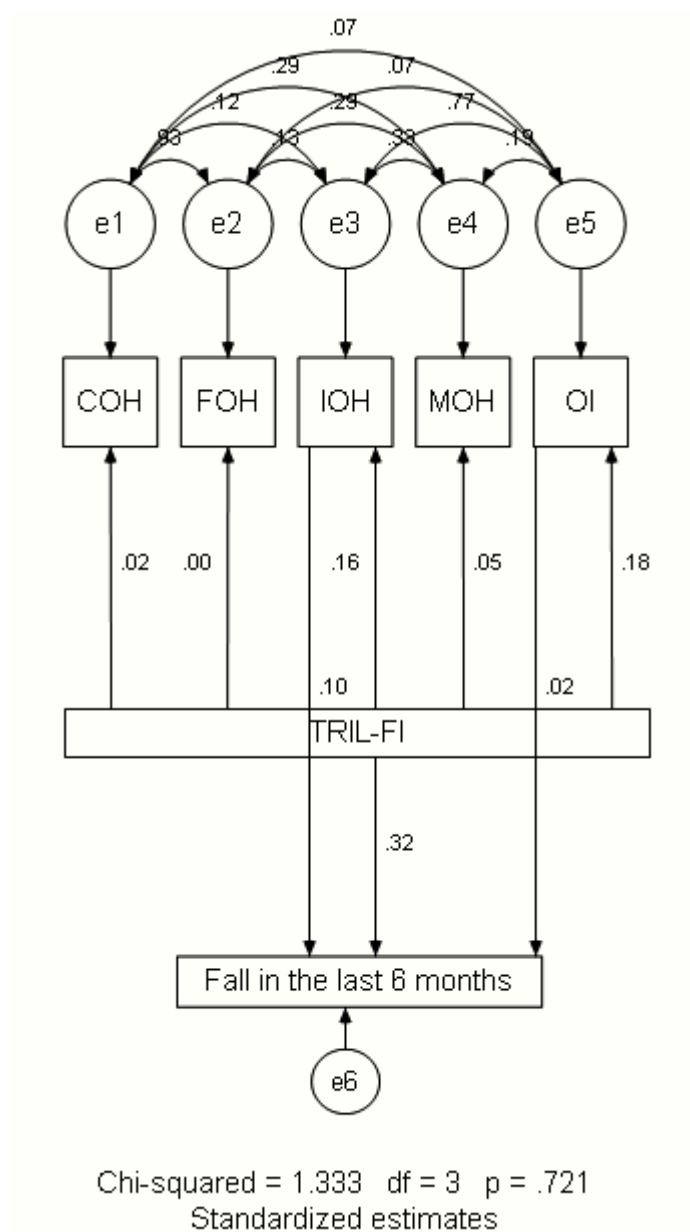 .07
.29 .07
.12 .29 .77
.93 .13 .33 .19
e1 e2 e3 e4 e5
COH FOH IOH MOH OI
.02 .00 .16 .05 .18
.10 .02
TRIL-FI
.32
Fall in the last 6 months
e6
Chi-squared = 1.333 df = 3 p = .721
Standardized estimates